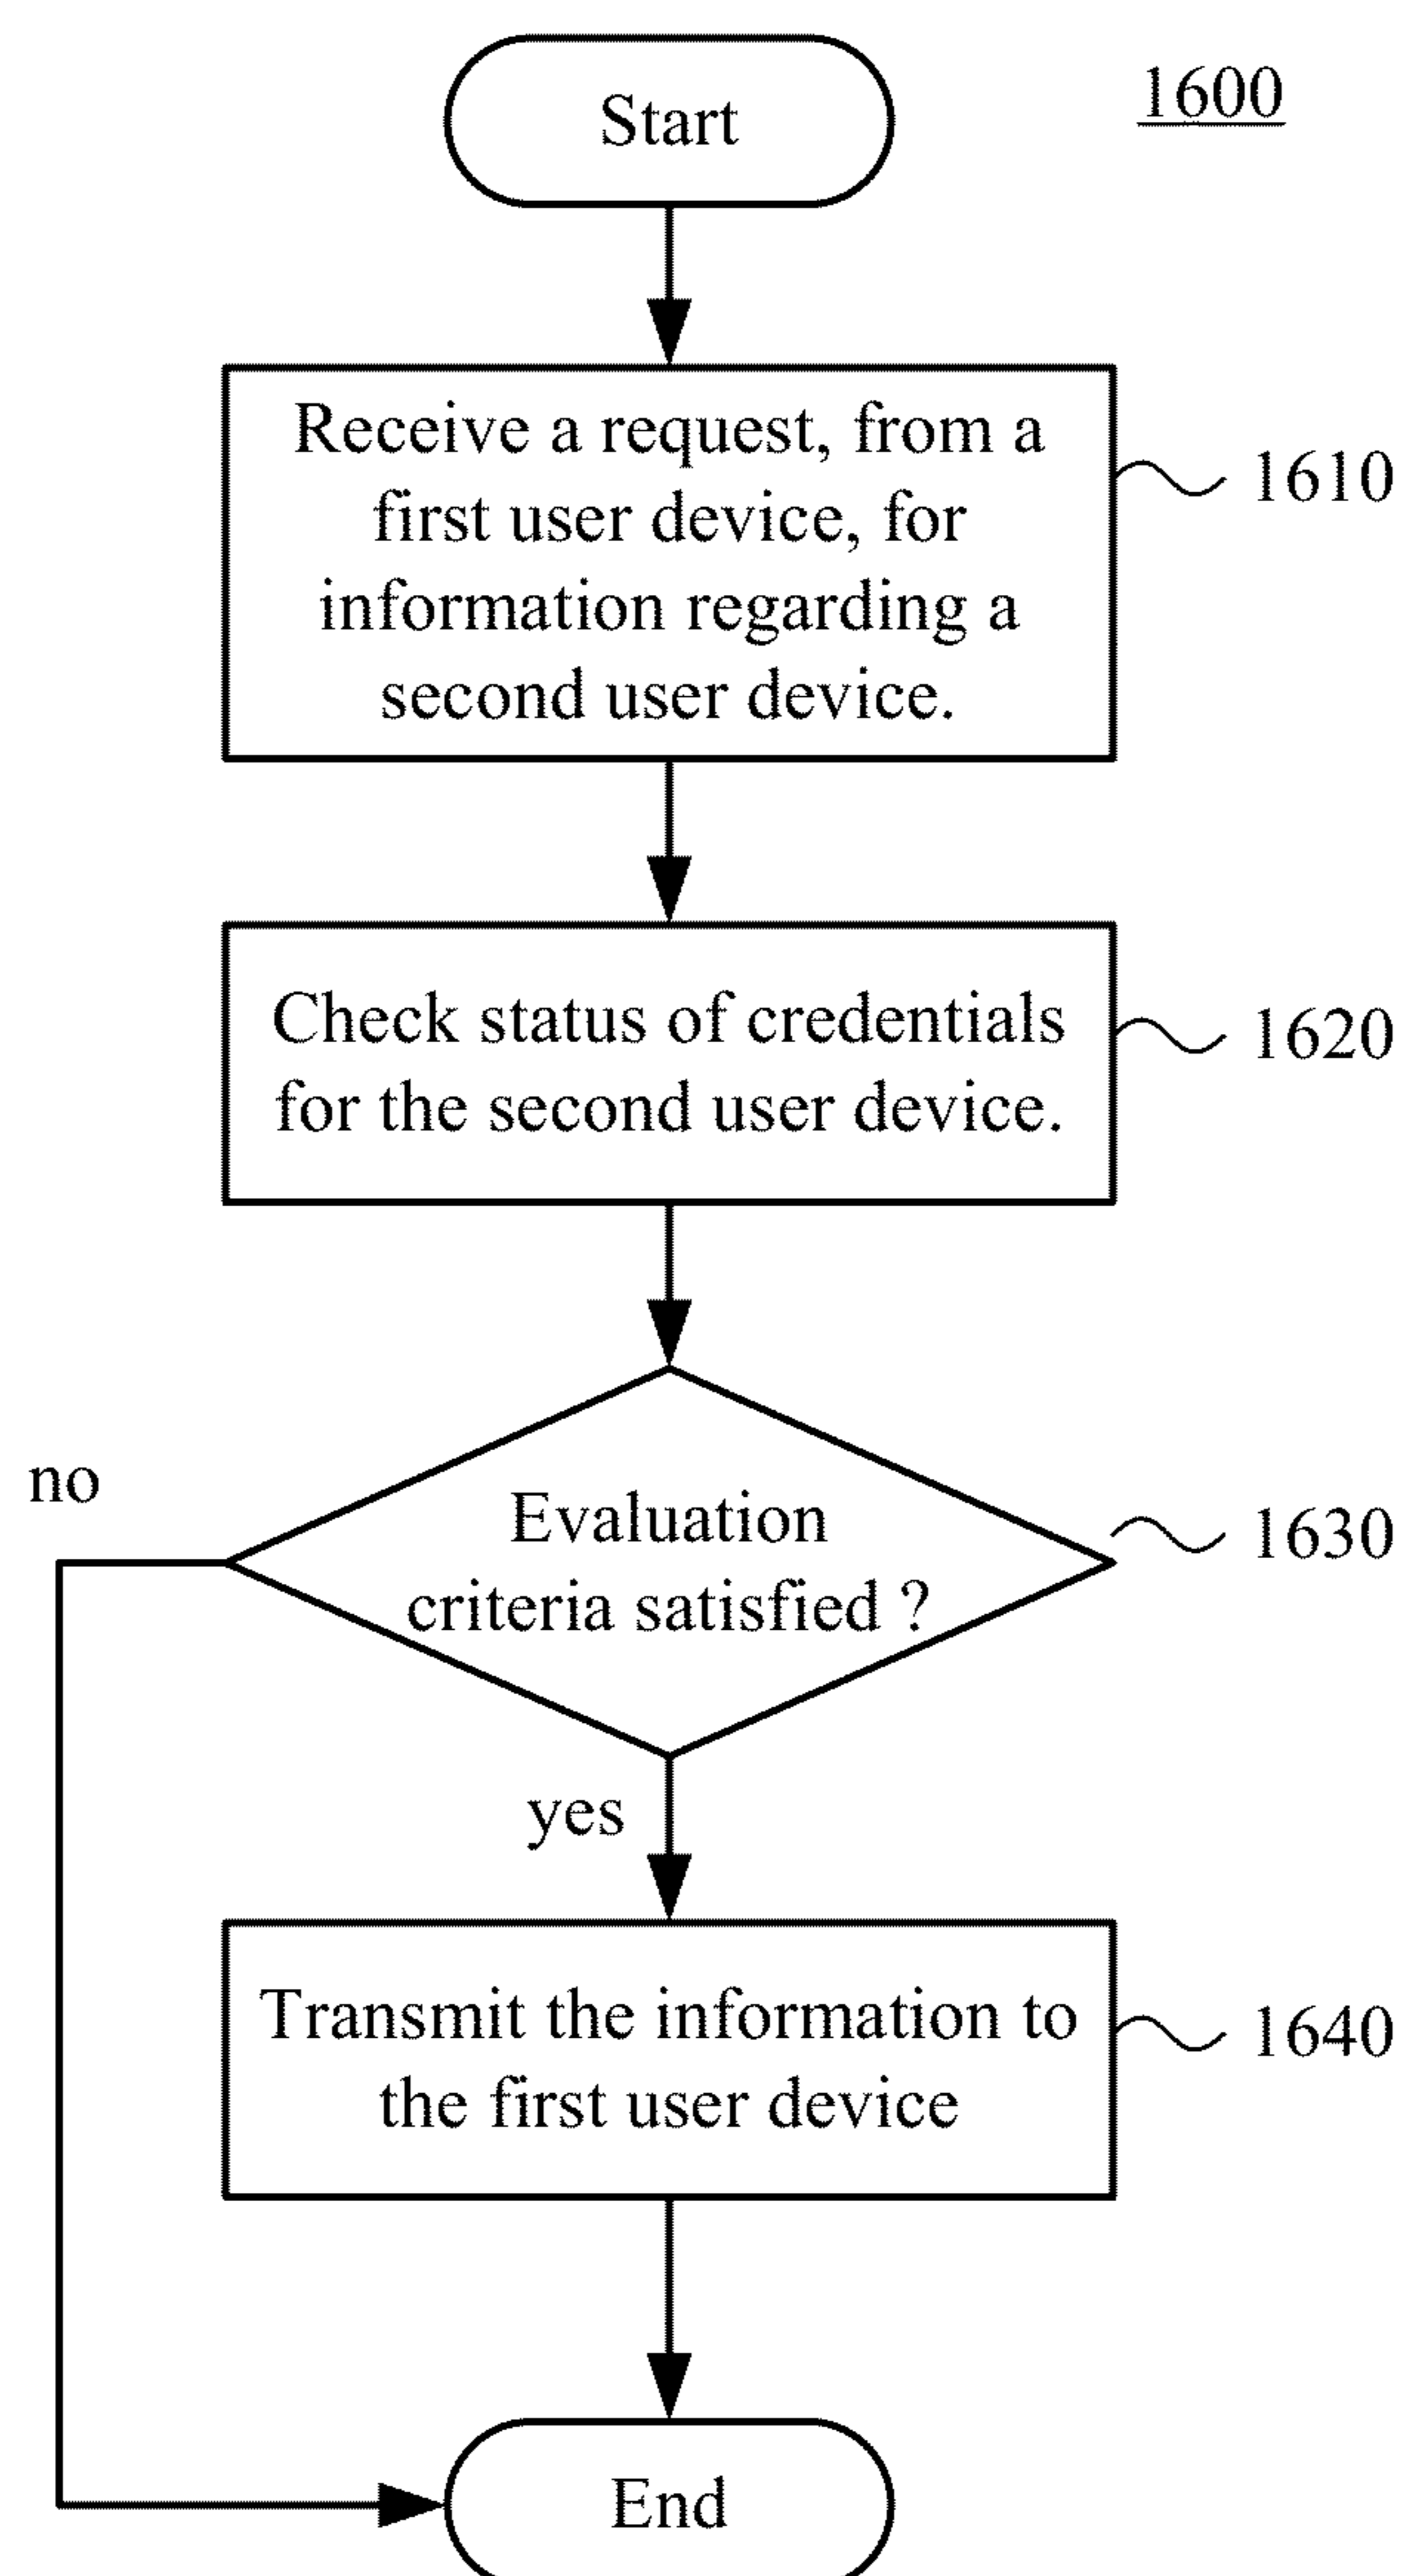 1600
Start
Receive a request, from a
first user device, for
information regarding a
second user device.
1610
Check status of credentials
for the second user device.
1620
no
Evaluation
criteria satisfied ?
1630
yes
Transmit the information to
the first user device
1640
End